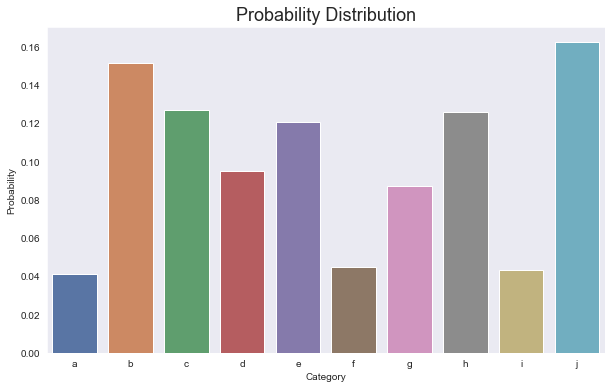 Probability Distribution
0.16
0.14
0.12
0.10
0.08
0.06
0.04
0.02
0.00
Probability
a b c d e f g h i j
Category